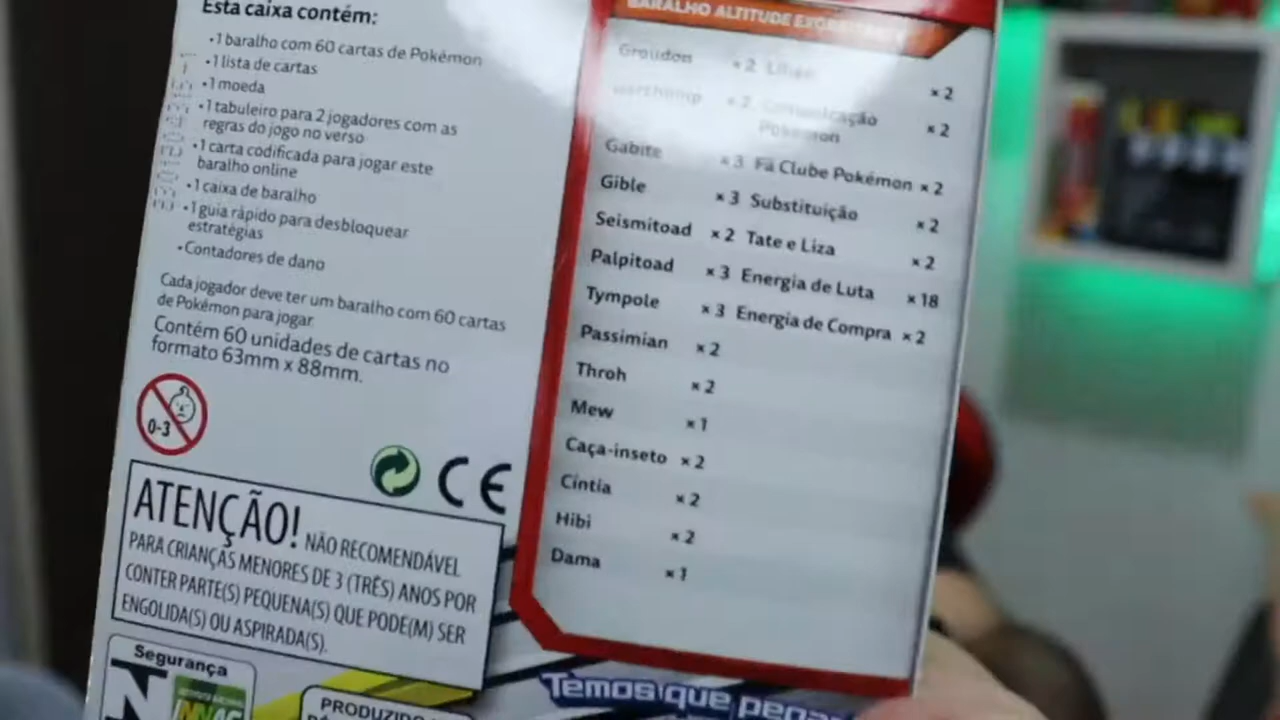 Esta caixa contém:
•1 baralho com 60 cartas de Pokémon
•1 lista de cartas
•1 moeda
•1 tabuleiro para 2 jogadores com as
regras do jogo no verso
•1 carta codificada para jogar este
baralho online
•1 caixa de baralho
•1 guia rápido para desbloquear
estratégias
•Contadores de dano
Cada jogador deve ter um baralho com 60 cartas
de Pokémon para jogar.
Contém 60 unidades de cartas no
formato 63mm x 88mm.
0-3
CE
ATENÇÃO! NÃO RECOMENDÁVEL
PARA CRIANÇAS MENORES DE 3 (TRÊS) ANOS POR
CONTER PARTE(S) PEQUENA(S) QUE PODE(M) SER
ENGOLIDA(S) OU ASPIRADA(S).
Segurança
PRODUZIDO
BARALHO ALTITUDE
Groudon x 2
Gabite x 3
Gible x 3
Seismitoad x 2
Palpitoad x 3
Tympole x 3
Passimian x 2
Throh x 2
Mew x 1
Caça-inseto x 2
Cíntia x 2
Hibi x 2
Dama x 1
x 2
Comunicação
Pokémon x 2
Fã Clube Pokémon x 2
Substituição x 2
Tate e Liza x 2
Energia de Luta x 18
Energia de Compra x 2
Temos que pegar